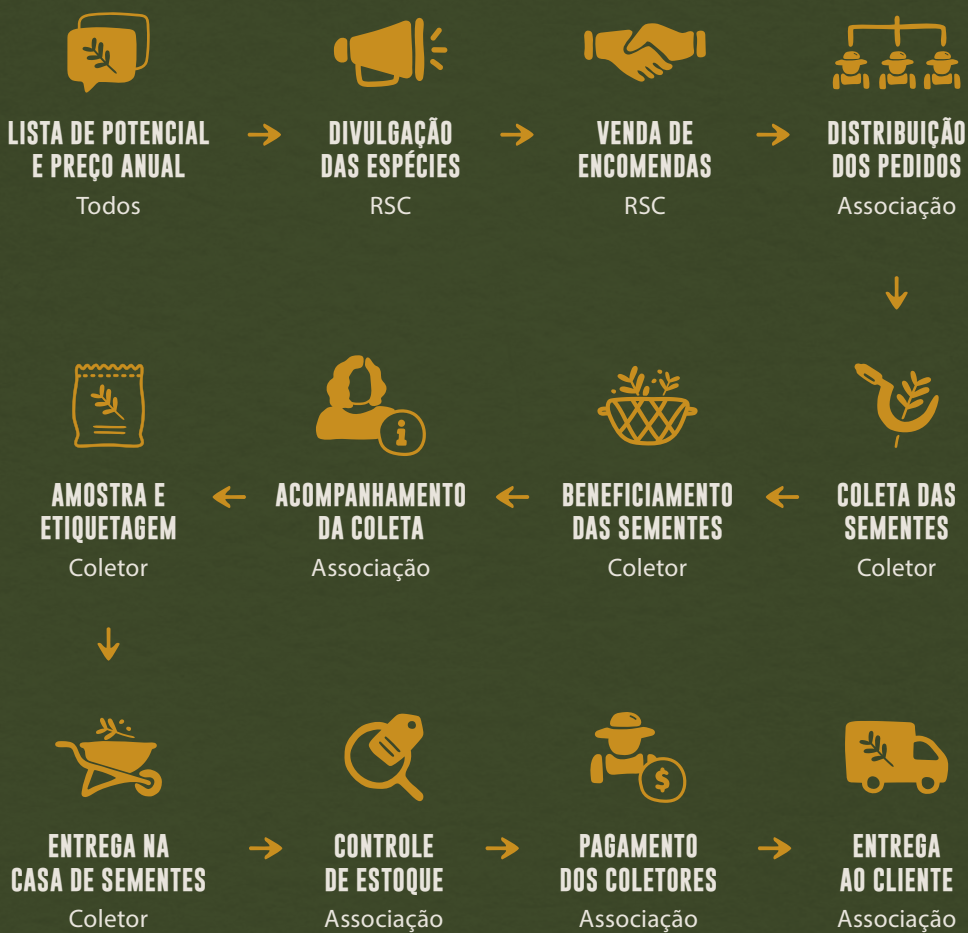 LISTA DE POTENCIAL
E PREÇO ANUAL
Todos
DIVULGAÇÃO
DAS ESPÉCIES
RSC
VENDA DE
ENCOMENDAS
RSC
DISTRIBUIÇÃO
DOS PEDIDOS
Associação
COLETA DAS
SEMENTES
Coletor
BENEFICIAMENTO
DAS SEMENTES
Coletor
ACOMPANHAMENTO
DA COLETA
Associação
AMOSTRA E
ETIQUETAGEM
Coletor
ENTREGA NA
CASA DE SEMENTES
Coletor
CONTROLE
DE ESTOQUE
Associação
PAGAMENTO
DOS COLETORES
Associação
ENTREGA
AO CLIENTE
Associação